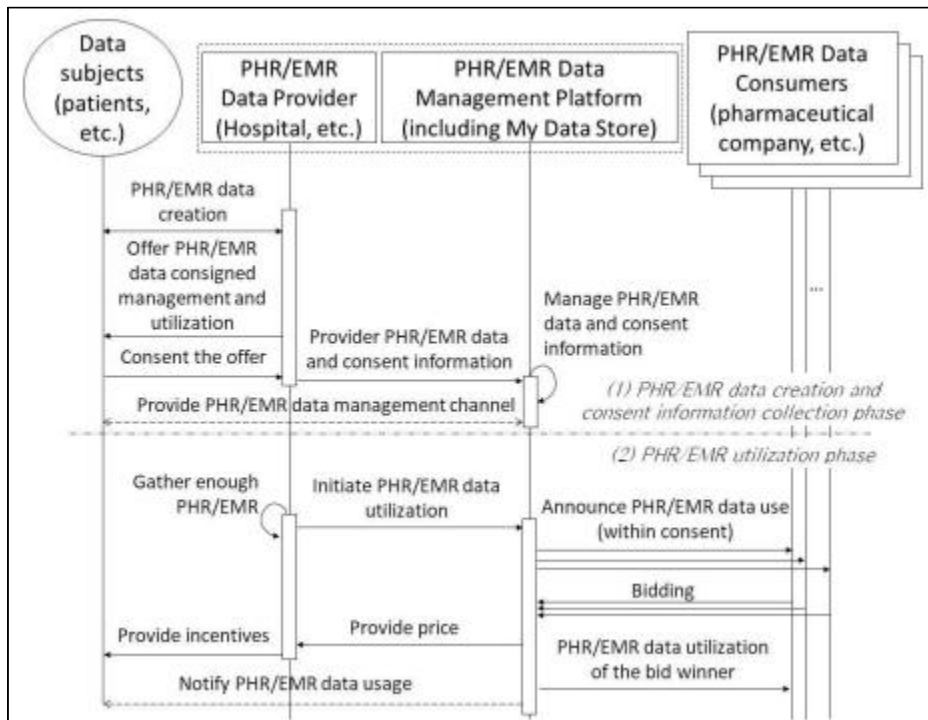 Data
subjects
(patients,
etc.)
PHR/EMR
Data Provider
(Hospital, etc.)
PHR/EMR Data
Management Platform
(including My Data Store)
PHR/EMR Data
Consumers
(pharmaceutical
company, etc.)
PHR/EMR data
creation
Offer PHR/EMR
data consigned
management and
utilization
...
Manage PHR/EMR
data and consent
information
Provider PHR/EMR data
and consent information
Consent the offer
(1) PHR/EMR data creation and
consent information collection phase
Provide PHR/EMR data management channel
(2) PHR/EMR utilization phase
Gather enough
PHR/EMR
Initiate PHR/EMR data
utilization
Announce PHR/EMR data use
(within consent)
Bidding
Provide incentives
Provide price
PHR/EMR data utilization
of the bid winner
Notify PHR/EMR data usage